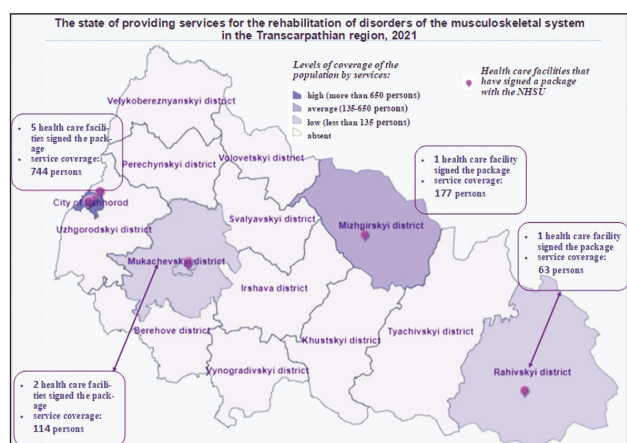 The state of providing services for the rehabilitation of disorders of the musculoskeletal system
in the Transcarpathian region, 2021
Levels of coverage of the
population by services:
high (more than 650 persons)
average (135-650 persons)
low (less than 135 persons)
absent
Health care facilities that
have signed a package
with the NHSU
Velykobereznyanskyi district
• 5 health care facili-
ties signed the pack-
age
• service coverage:
744 persons
Perechynskyi district
Volovetskyi district
• 1 health care facility
signed the package
• service coverage:
177 persons
City of Uzhhorod
Uzhgorodskyi district
Svalyavskyi district
Mizhgirskyi district
• 1 health care facility
signed the package
• service coverage:
63 persons
Mukachevskyi district
Irshava district
Berehove district
Khustskyi district
Tyachivskyi district
Vynogradivskyi district
Rahivskyi district
• 2 health care facili-
ties signed the pack-
age
• service coverage:
114 persons